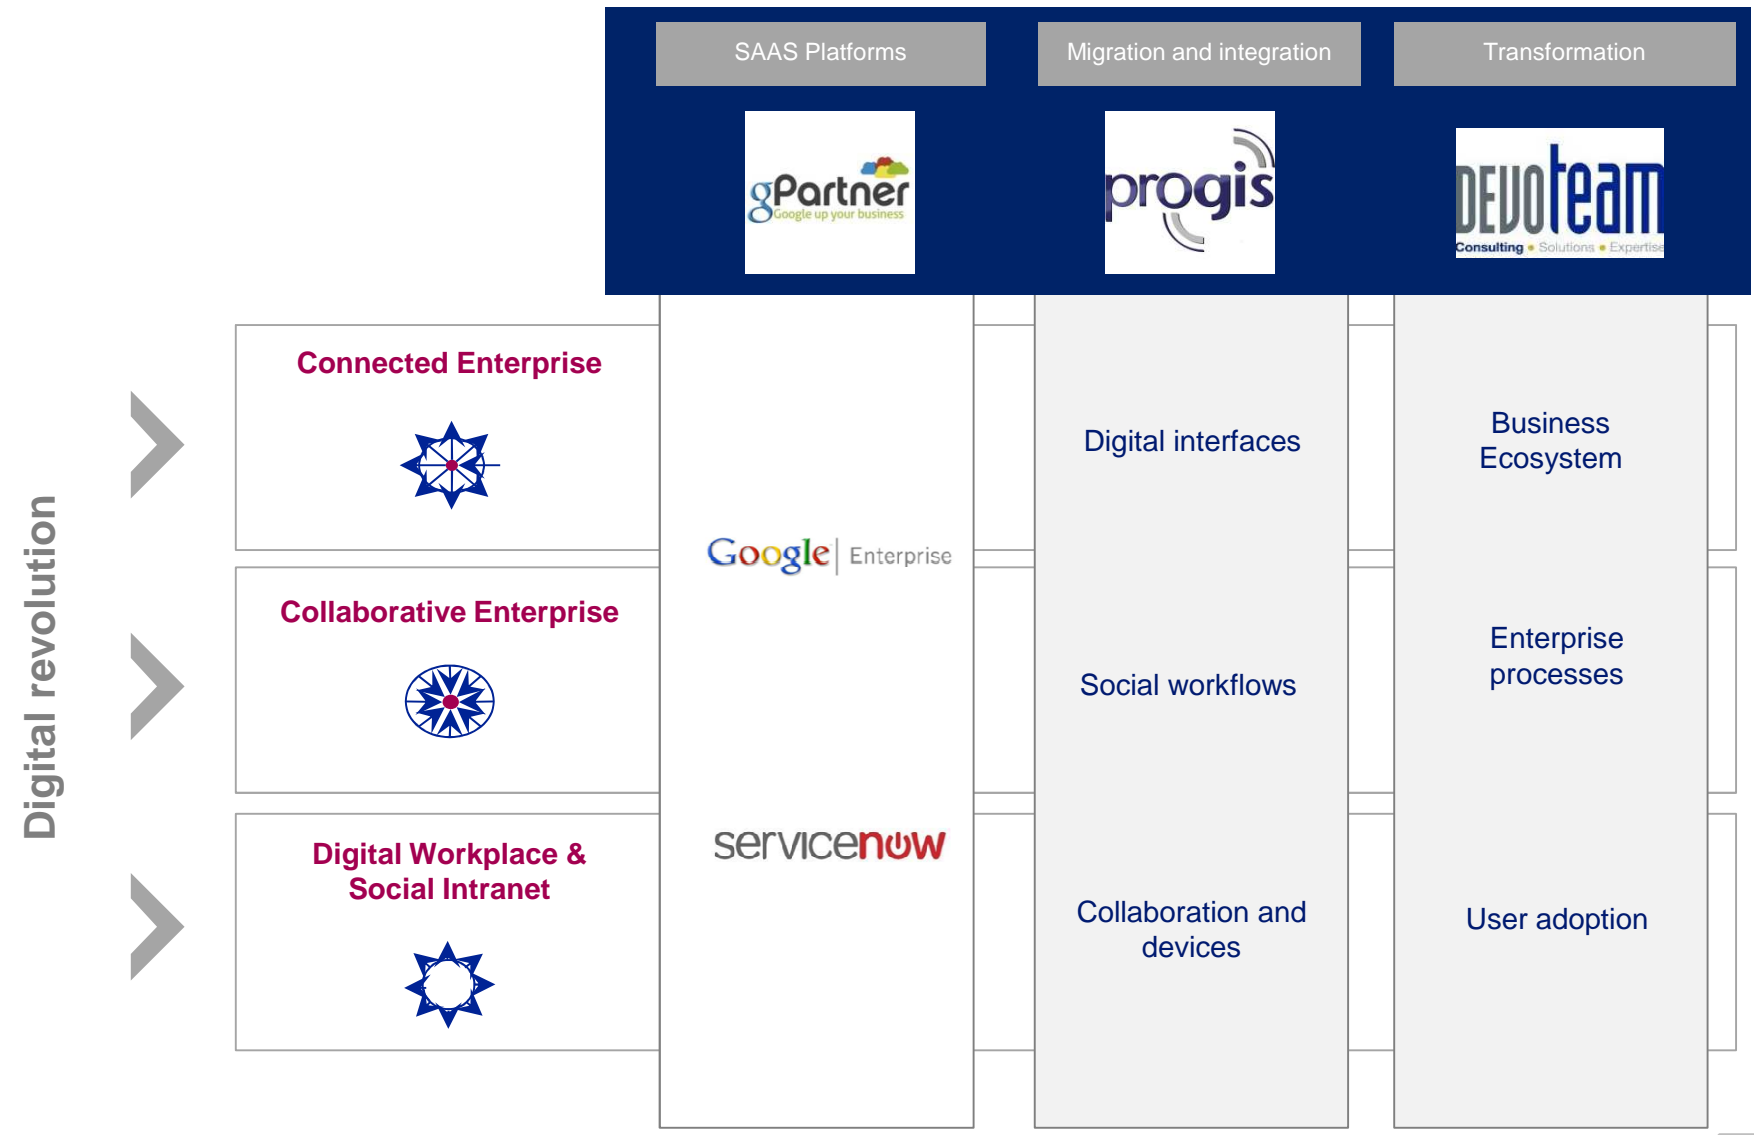 SAAS Platforms
Migration and integration
Transformation
gPartner
Google up your business
progis
DEVOteam
Consulting • Solutions • Expertise
Digital revolution
Connected Enterprise
Digital interfaces
Business
Ecosystem
Google | Enterprise
Collaborative Enterprise
Social workflows
Enterprise
processes
servicenow
Digital Workplace &
Social Intranet
Collaboration and
devices
User adoption